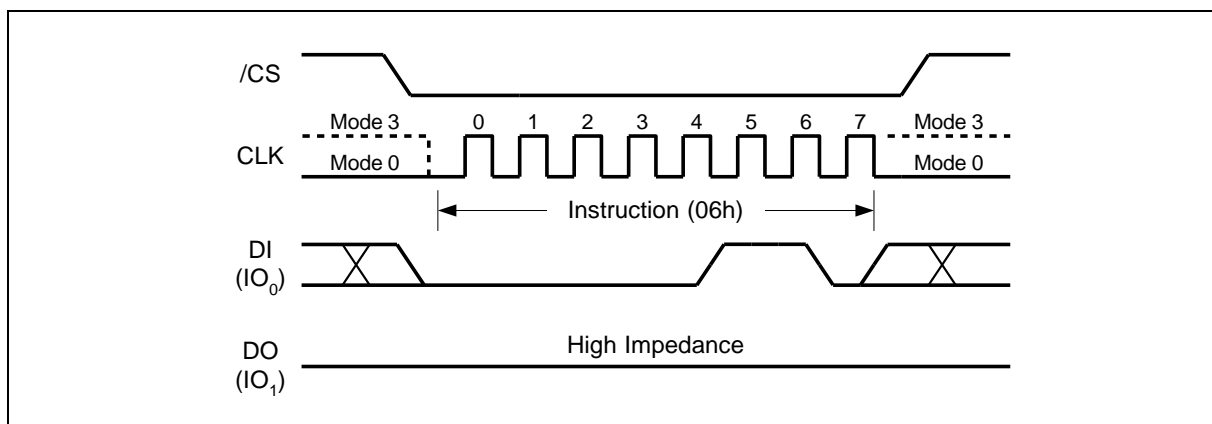 /CS
Mode 3 0 1 2 3 4 5 6 7 Mode 3
CLK
Mode 0 Mode 0
Instruction (06h)
DI
(IO₀)
High Impedance
DO
(IO₁)